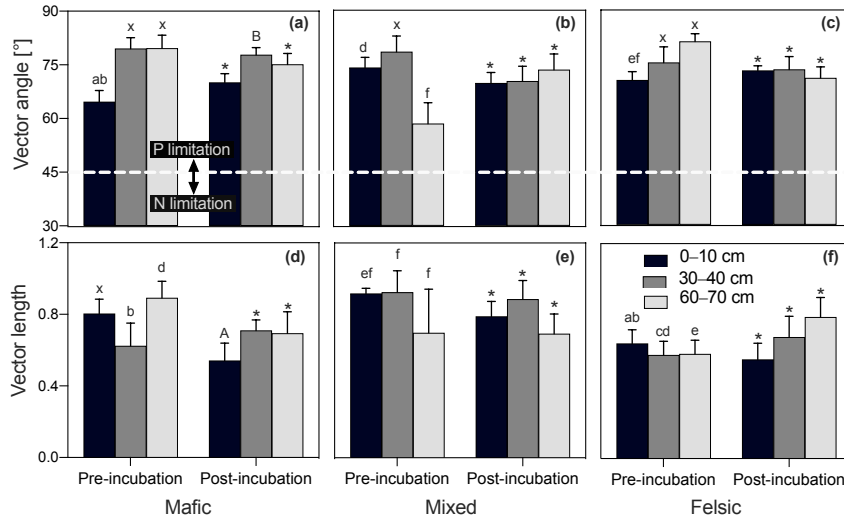 Vector angle [°]
90
75
60
45
30
(a)
ab
x
x
*
B
*
P limitation
N limitation
(b)
d
x
f
*
*
*
(c)
ef
x
x
*
*
*
Vector length
1.2
0.8
0.4
0.0
(d)
x
b
d
A
*
*
(e)
ef
f
f
*
*
*
(f)
0–10 cm
30–40 cm
60–70 cm
ab
cd
e
*
*
*
Pre-incubation Post-incubation
Pre-incubation Post-incubation
Pre-incubation Post-incubation
Mafic
Mixed
Felsic